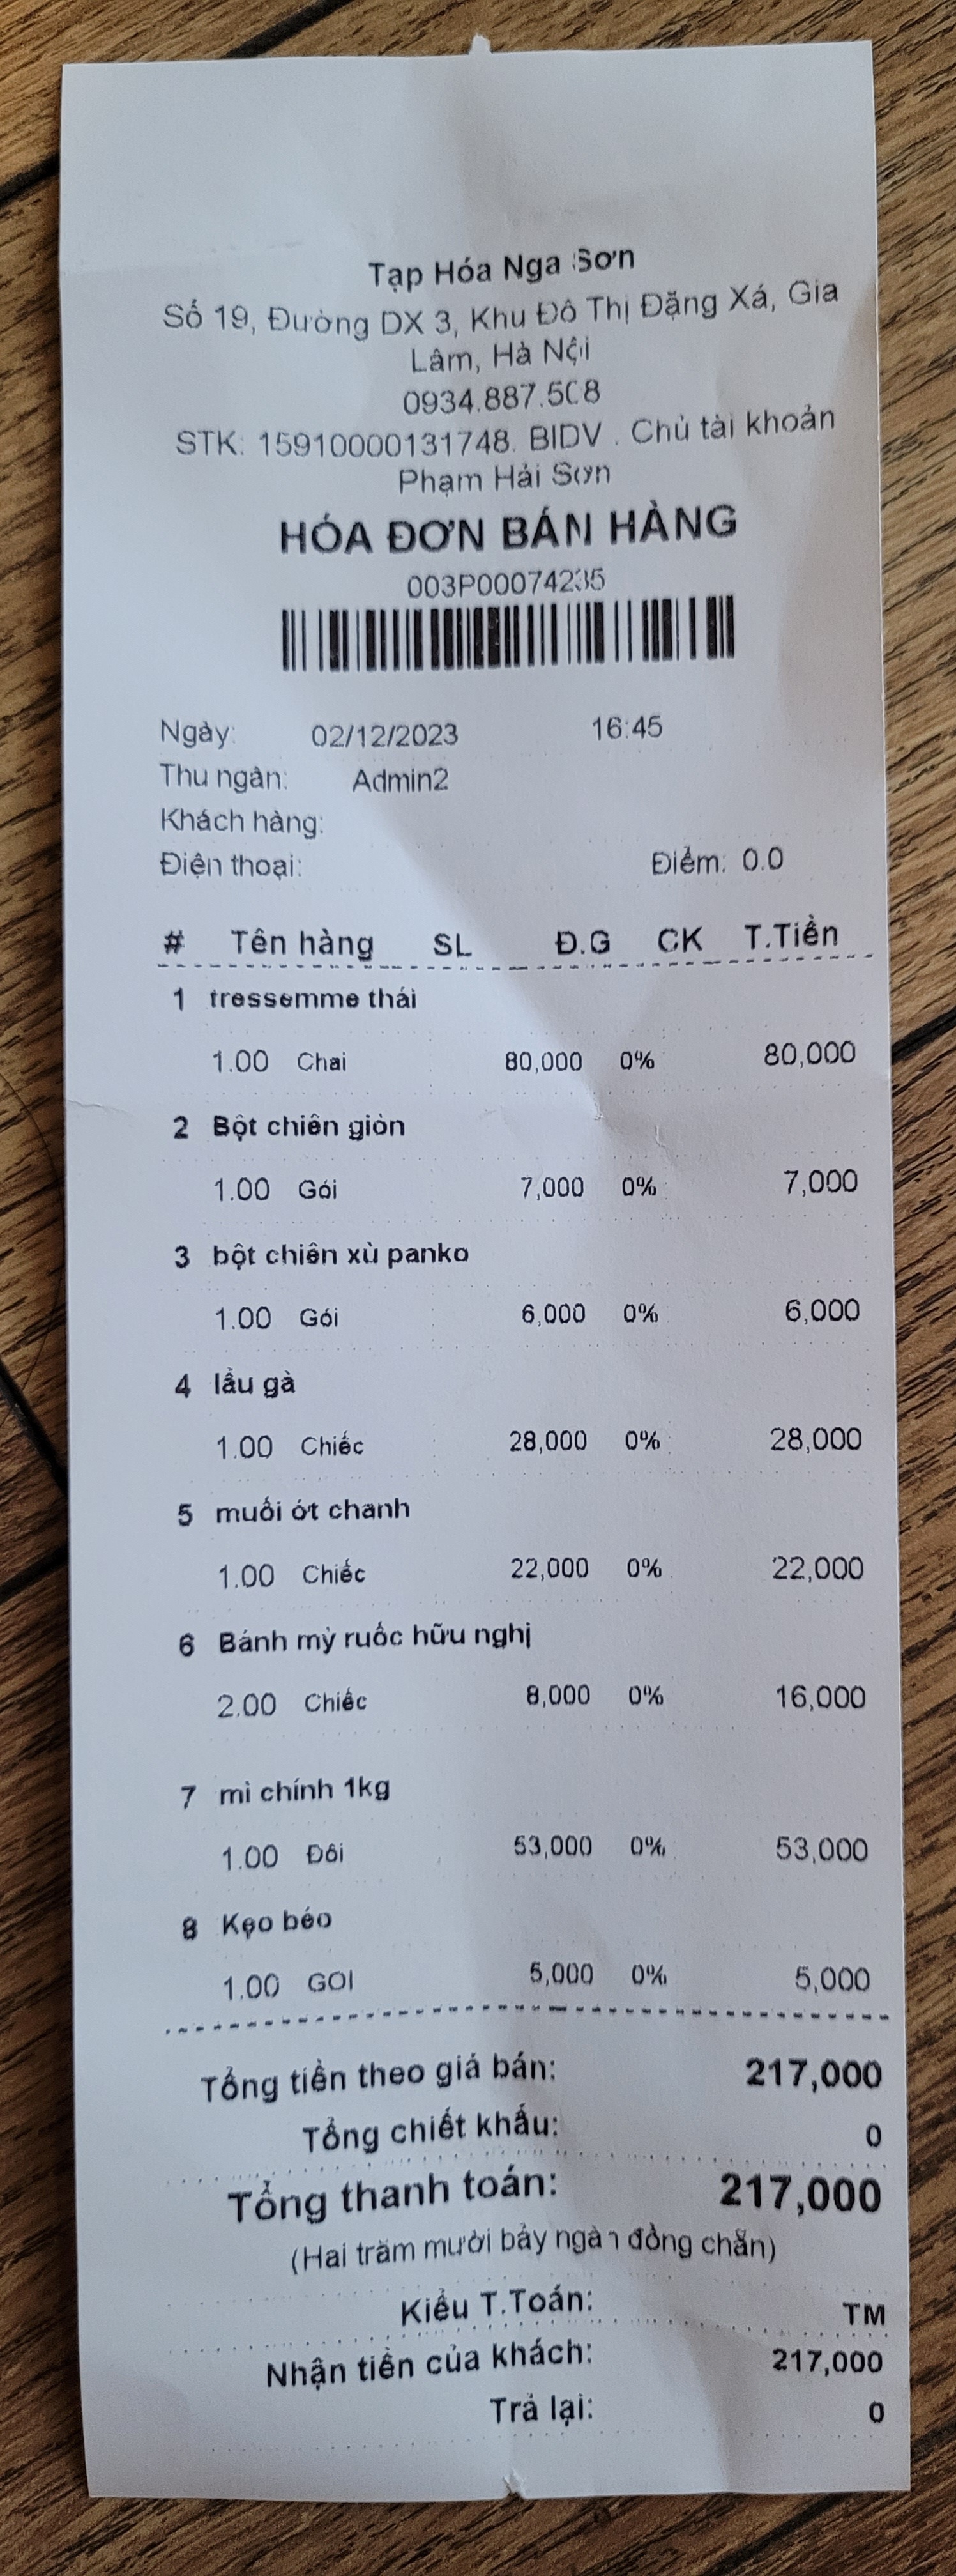 Tạp Hóa Nga Sơn
Số 19, Đường DX 3, Khu Đô Thị Đặng Xá, Gia
Lâm, Hà Nội
0934.887.508
STK: 15910000131748. BIDV . Chủ tài khoản
Phạm Hải Sơn
HÓA ĐƠN BÁN HÀNG
003P00074235
Ngày: 02/12/2023 16:45
Thu ngân: Admin2
Khách hàng:
Điện thoại: Điểm: 0.0
# Tên hàng SL Đ.G CK T.Tiền
1 tressemme thái
1.00 Chai 80,000 0% 80,000
2 Bột chiên giòn
1.00 Gói 7,000 0% 7,000
3 bột chiên xù panko
1.00 Gói 6,000 0% 6,000
4 lẩu gà
1.00 Chiếc 28,000 0% 28,000
5 muối ớt chanh
1.00 Chiếc 22,000 0% 22,000
6 Bánh mỳ ruốc hữu nghị
2.00 Chiếc 8,000 0% 16,000
7 mì chính 1kg
1.00 Đôi 53,000 0% 53,000
8 Kẹo béo
1.00 GOI 5,000 0% 5,000
Tổng tiền theo giá bán: 217,000
Tổng chiết khấu: 0
Tổng thanh toán: 217,000
(Hai trăm mười bảy ngàn đồng chẵn)
Kiểu T.Toán: TM
Nhận tiền của khách: 217,000
Trả lại: 0